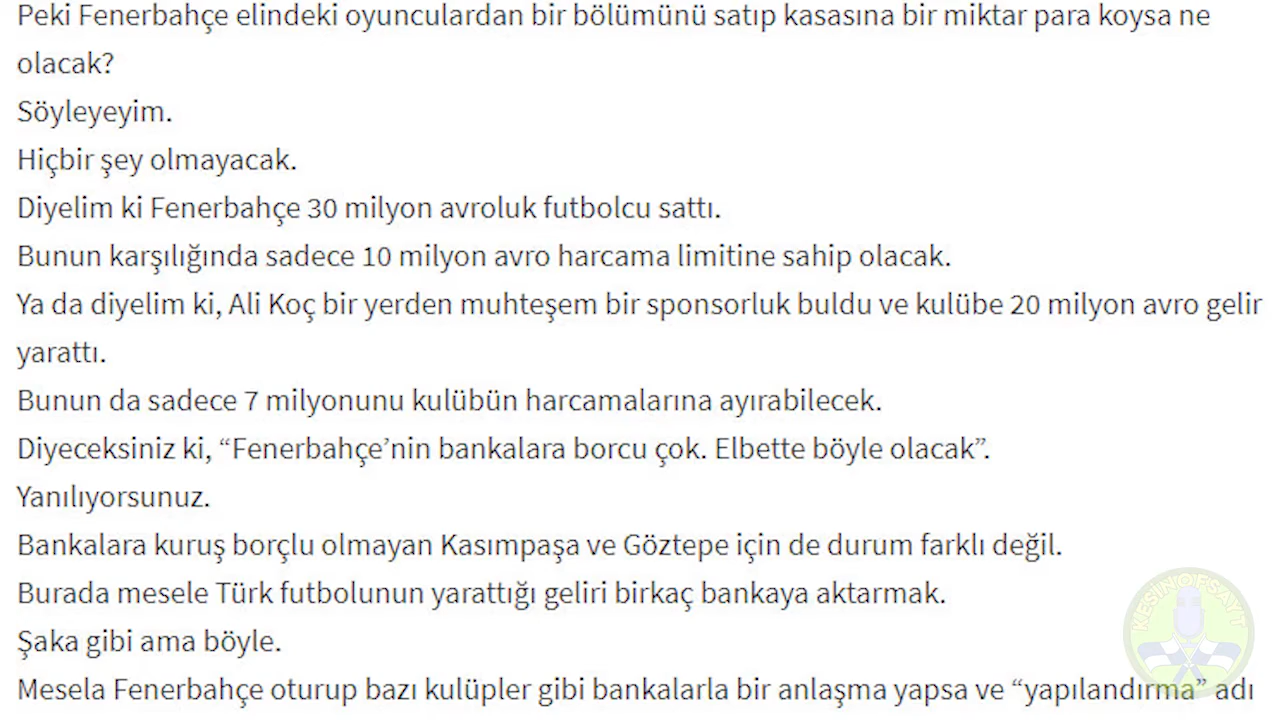 Peki Fenerbahçe elindeki oyunculardan bir bölümünü satıp kasasına bir miktar para koysa ne
olacak?
Söyleyeyim.
Hiçbir şey olmayacak.
Diyelim ki Fenerbahçe 30 milyon avroluk futbolcu sattı.
Bunun karşılığında sadece 10 milyon avro harcama limitine sahip olacak.
Ya da diyelim ki, Ali Koç bir yerden muhteşem bir sponsorluk buldu ve kulübe 20 milyon avro gelir
yarattı.
Bunun da sadece 7 milyonunu kulübün harcamalarına ayırabilecek.
Diyeceksiniz ki, “Fenerbahçe’nin bankalara borcu çok. Elbette böyle olacak”.
Yanılıyorsunuz.
Bankalara kuruş borçlu olmayan Kasımpaşa ve Göztepe için de durum farklı değil.
Burada mesele Türk futbolunun yarattığı geliri birkaç bankaya aktarmak.
Şaka gibi ama böyle.
Mesela Fenerbahçe oturup bazı kulüpler gibi bankalarla bir anlaşma yapsa ve “yapılandırma” adı
KESİNOFSAYT